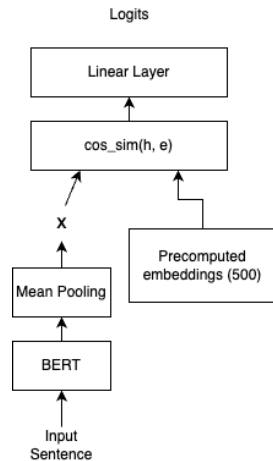 Logits
Linear Layer
cos_sim(h, e)
X
Precomputed
embeddings (500)
Mean Pooling
BERT
Input
Sentence